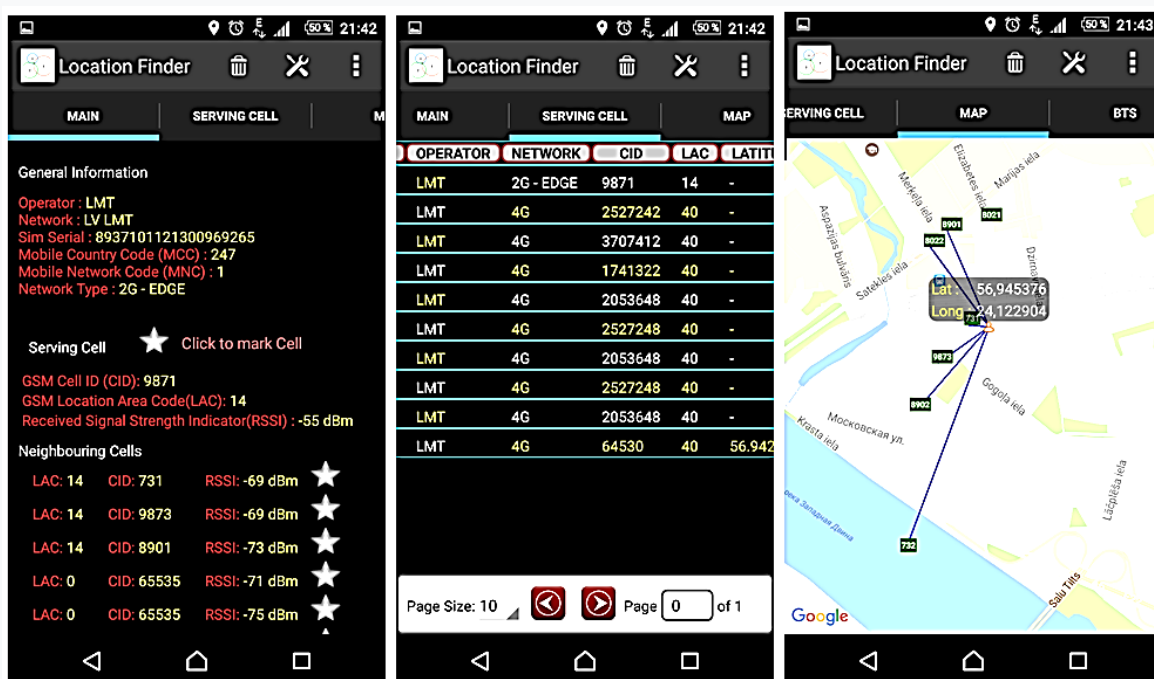 50 % 21:42
Location Finder
MAIN SERVING CELL M
General Information
Operator : LMT
Network : LV LMT
Sim Serial : 8937101121300969265
Mobile Country Code (MCC) : 247
Mobile Network Code (MNC) : 1
Network Type : 2G - EDGE
Serving Cell Click to mark Cell
GSM Cell ID (CID): 9871
GSM Location Area Code(LAC): 14
Received Signal Strength Indicator(RSSI) : -55 dBm
Neighbouring Cells
LAC: 14 CID: 731 RSSI: -69 dBm
LAC: 14 CID: 9873 RSSI: -69 dBm
LAC: 14 CID: 8901 RSSI: -73 dBm
LAC: 0 CID: 65535 RSSI: -71 dBm
LAC: 0 CID: 65535 RSSI: -75 dBm
E 50 % 21:42
Location Finder
MAIN SERVING CELL MAP
OPERATOR NETWORK CID LAC LATIT
LMT 2G - EDGE 9871 14 -
LMT 4G 2527242 40 -
LMT 4G 3707412 40 -
LMT 4G 1741322 40 -
LMT 4G 2053648 40 -
LMT 4G 2527248 40 -
LMT 4G 2053648 40 -
LMT 4G 2527248 40 -
LMT 4G 2053648 40 -
LMT 4G 64530 40 56.942
Page Size: 10 Page 0 of 1
E 50 % 21:43
Location Finder
ERVING CELL MAP BTS
Elizabetes iela
Marijas iela
Merķeļa iela
8021
8901
8022
Aspazijas bulvāris
Satekles iela
Dzirnav
Lat : 56,945376
Long : 24,122904
731
9873
Gogoļa iela
8902
Московская ул.
Krasta iela
Lāčplēša iela
река Западная Двина
732
Salu Tilts
Google